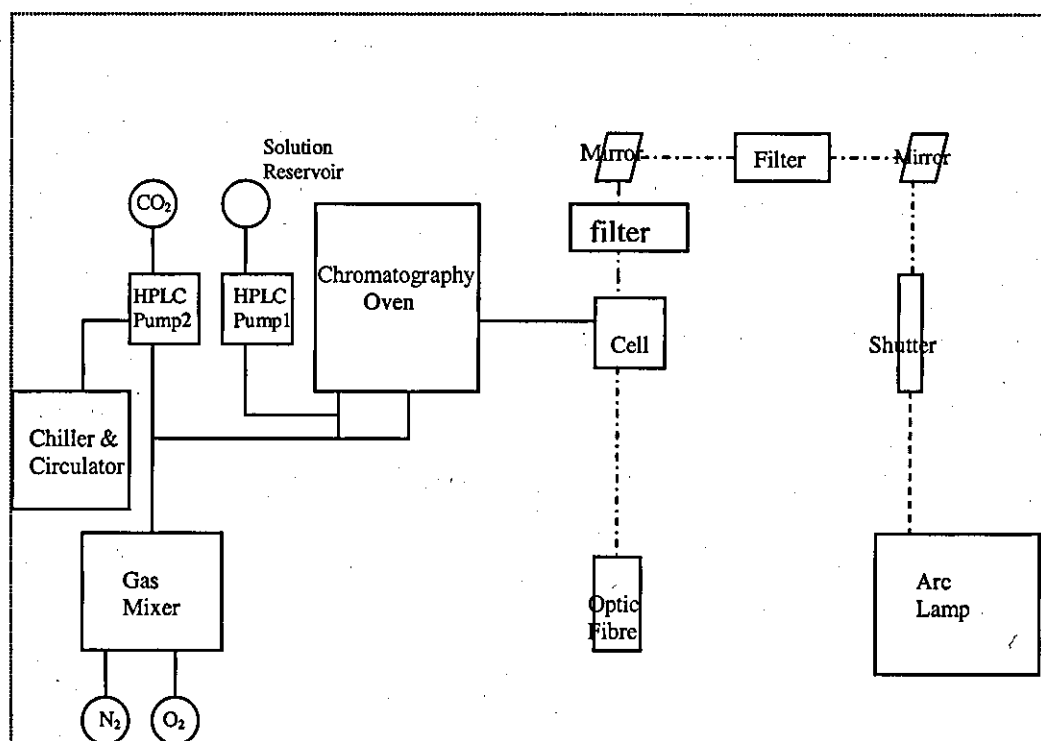 Solution
Reservoir
Mirror
Filter
Mirror
CO₂
filter
HPLC
Pump2
HPLC
Pump1
Chromatography
Oven
Cell
Shutter
Chiller &
Circulator
Gas
Mixer
Optic
Fibre
Arc
Lamp
N₂
O₂